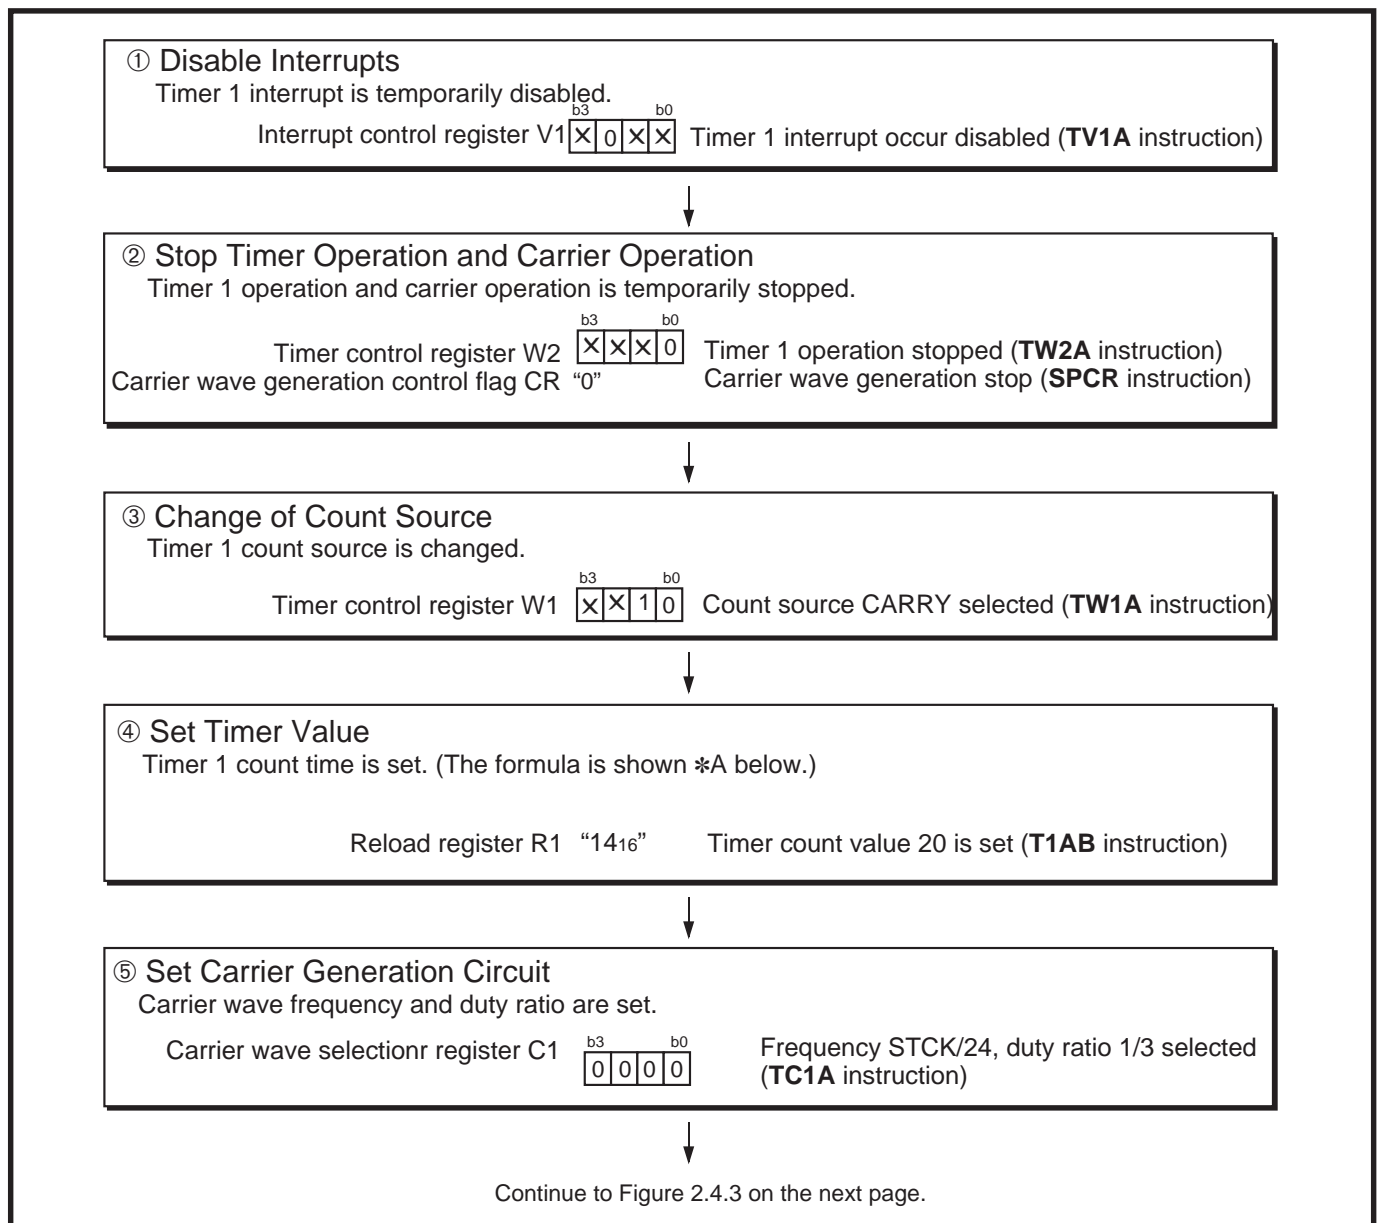 ① Disable Interrupts
Timer 1 interrupt is temporarily disabled.
b3 b0
Interrupt control register V1 X 0 X X Timer 1 interrupt occur disabled (TV1A instruction)
② Stop Timer Operation and Carrier Operation
Timer 1 operation and carrier operation is temporarily stopped.
b3 b0
Timer control register W2 X X X 0 Timer 1 operation stopped (TW2A instruction)
Carrier wave generation control flag CR “0” Carrier wave generation stop (SPCR instruction)
③ Change of Count Source
Timer 1 count source is changed.
b3 b0
Timer control register W1 X X 1 0 Count source CARRY selected (TW1A instruction)
④ Set Timer Value
Timer 1 count time is set. (The formula is shown ✽A below.)
Reload register R1 “1416” Timer count value 20 is set (T1AB instruction)
⑤ Set Carrier Generation Circuit
Carrier wave frequency and duty ratio are set.
b3 b0
Carrier wave selectionr register C1 0 0 0 0 Frequency STCK/24, duty ratio 1/3 selected
(TC1A instruction)
Continue to Figure 2.4.3 on the next page.